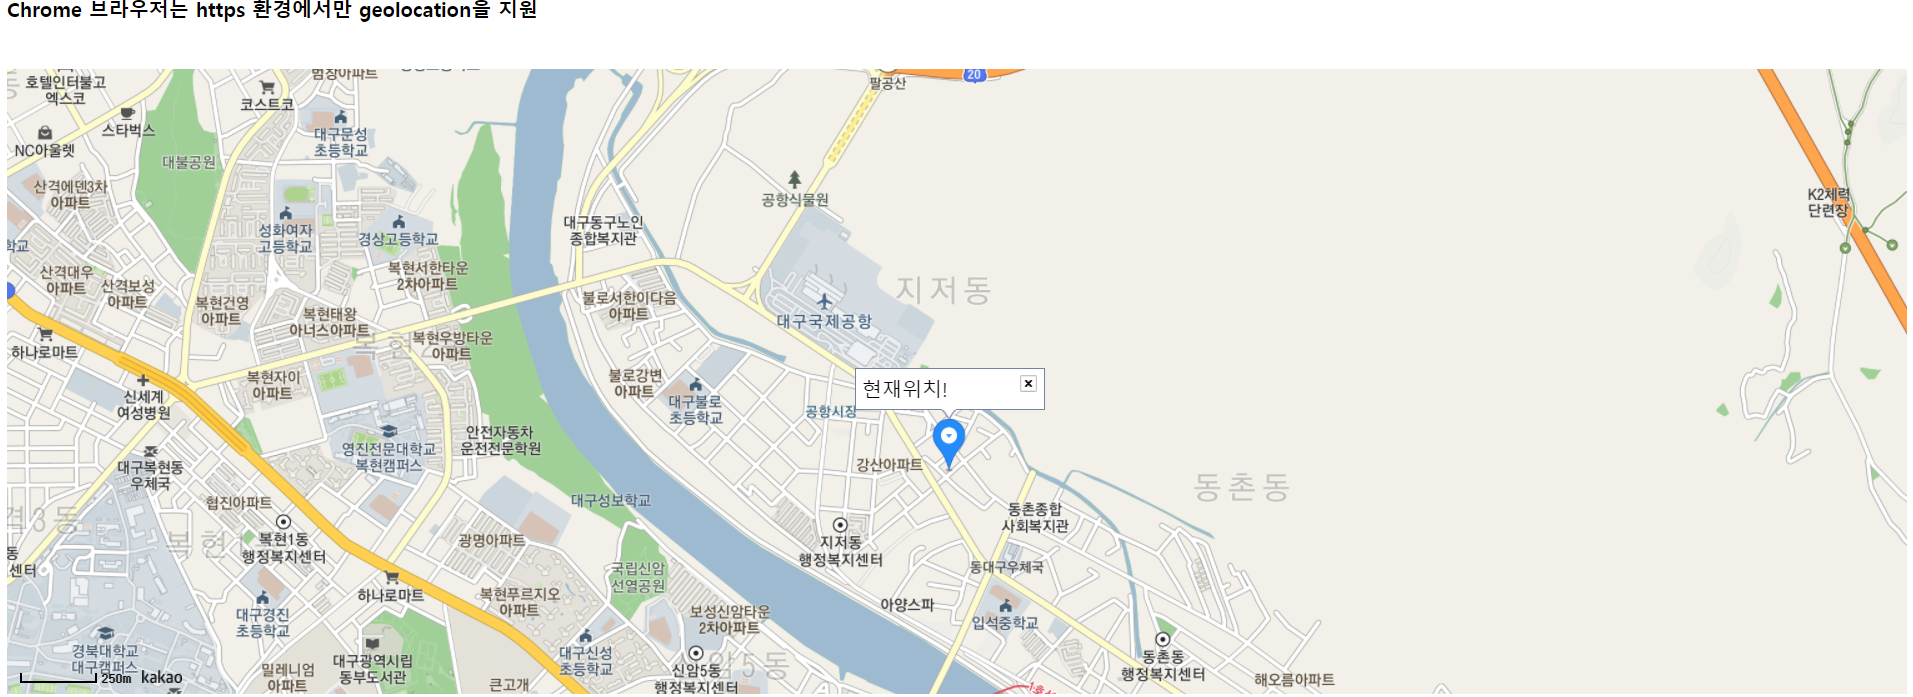 Chrome 브라우저는 https 환경에서만 geolocation을 지원
20
팔공산
호텔인터불고
엑스코
코스트코
범장아파트
스타벅스
NC아울렛
대구문성
초등학교
대불공원
산격에덴3차
아파트
공항식물원
K2체력
단련장
성화여자
고등학교
경상고등학교
대구동구노인
종합복지관
학교
산격대우
아파트
산격보성
아파트
복현서한타운
2차아파트
지저동
복현건영
아파트
복현태왕
아너스아파트
불로서한이다음
아파트
대구국제공항
하나로마트
복현우방타운
아파트
복현자이
아파트
불로강변
아파트
현재위치!
신세계
여성병원
대구불로
초등학교
공항시장
안전자동차
운전전문학원
영진전문대학교
복현캠퍼스
강산아파트
대구복현동
우체국
동촌동
대구성보학교
협진아파트
격3동
동촌종합
사회복지관
복현1동
행정복지센터
광명아파트
지저동
행정복지센터
동
센터
국립신암
선열공원
동대구우체국
하나로마트
복현푸르지오
아파트
아양스파
대구경진
초등학교
보성신암타운
2차아파트
입석중학교
경북대학교
대구캠퍼스
대구광역시립
동부도서관
대구신성
초등학교
신암5동
행정복지센터
암5동
동촌동
행정복지센터
밀레니엄
아파트
큰고개
해오름아파트
250m kakao